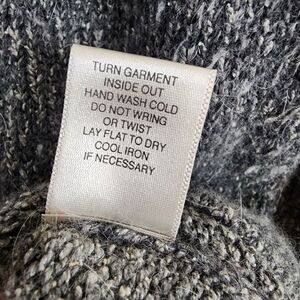 TURN GARMENT
INSIDE OUT
HAND WASH COLD
DO NOT WRING
OR TWIST
LAY FLAT TO DRY
COOL IRON
IF NECESSARY